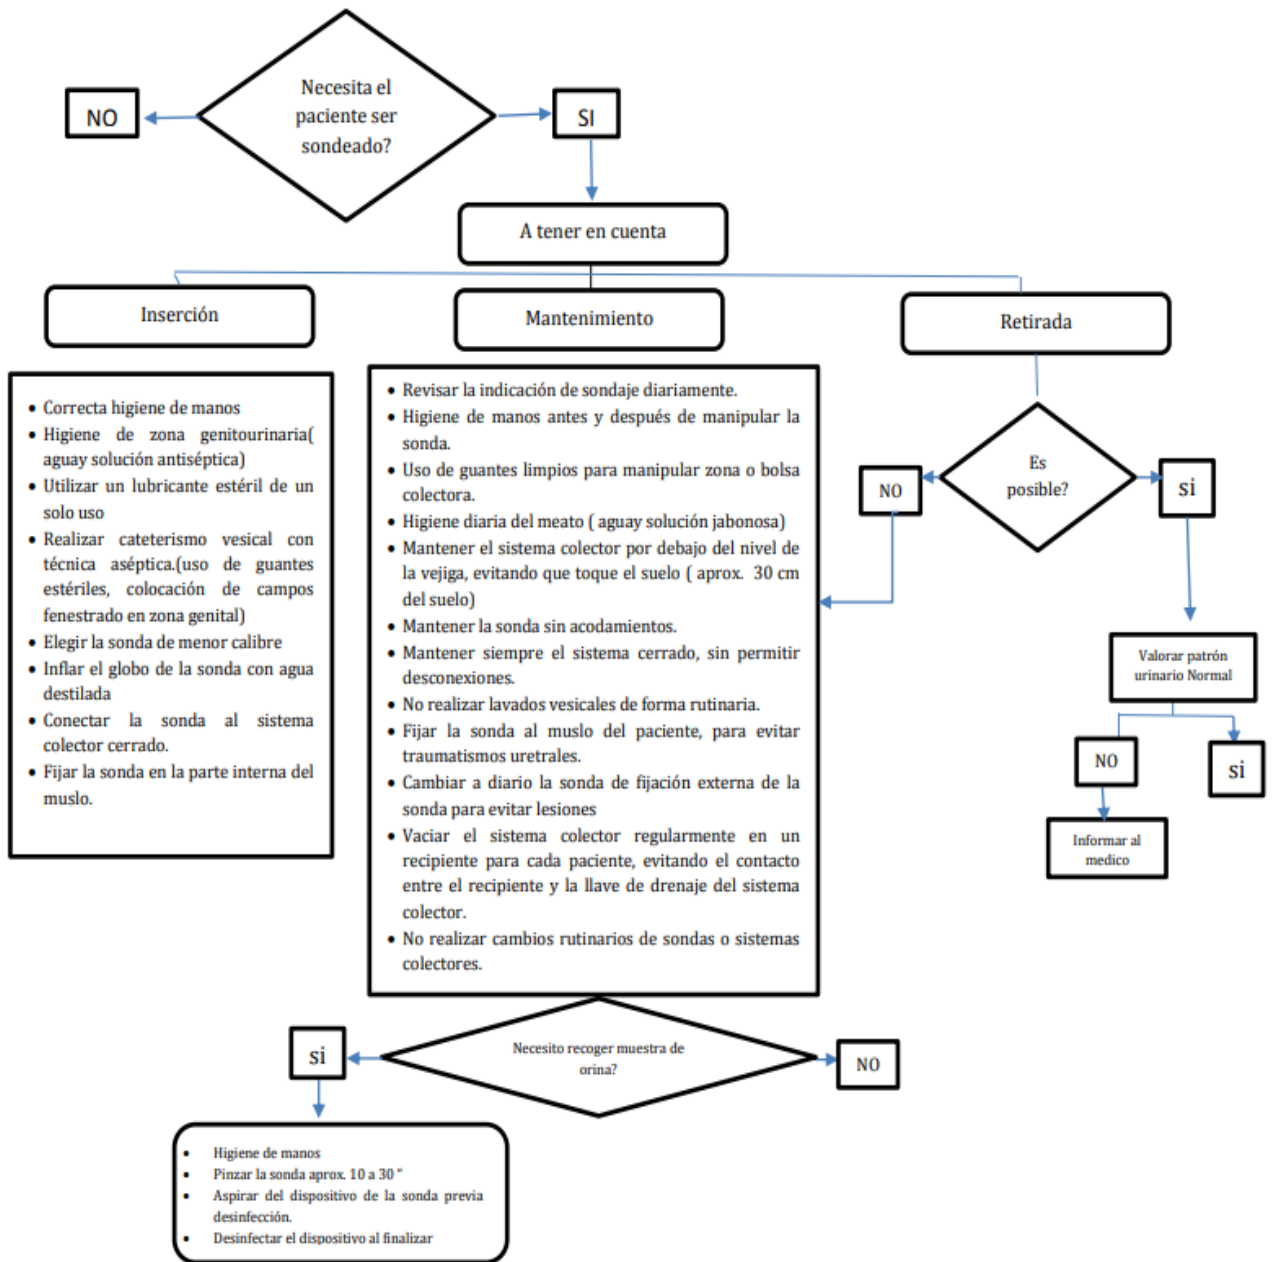 Necesita el
paciente ser
sondeado?
NO
SI
A tener en cuenta
Inserción
Mantenimiento
Retirada
• Correcta higiene de manos
• Higiene de zona genitourinaria(
aguay solución antiséptica)
• Utilizar un lubricante estéril de un
solo uso
• Realizar cateterismo vesical con
técnica aséptica.(uso de guantes
estériles, colocación de campos
fenestrado en zona genital)
• Elegir la sonda de menor calibre
• Inflar el globo de la sonda con agua
destilada
• Conectar la sonda al sistema
colector cerrado.
• Fijar la sonda en la parte interna del
muslo.
• Revisar la indicación de sondaje diariamente.
• Higiene de manos antes y después de manipular la
sonda.
• Uso de guantes limpios para manipular zona o bolsa
colectora.
• Higiene diaria del meato ( aguay solución jabonosa)
• Mantener el sistema colector por debajo del nivel de
la vejiga, evitando que toque el suelo ( aprox. 30 cm
del suelo)
• Mantener la sonda sin acodamientos.
• Mantener siempre el sistema cerrado, sin permitir
desconexiones.
• No realizar lavados vesicales de forma rutinaria.
• Fijar la sonda al muslo del paciente, para evitar
traumatismos uretrales.
• Cambiar a diario la sonda de fijación externa de la
sonda para evitar lesiones
• Vaciar el sistema colector regularmente en un
recipiente para cada paciente, evitando el contacto
entre el recipiente y la llave de drenaje del sistema
colector.
• No realizar cambios rutinarios de sondas o sistemas
colectores.
Es
posible?
NO
si
Valorar patrón
urinario Normal
NO
si
Informar al
medico
Necesito recoger muestra de
orina?
si
NO
• Higiene de manos
• Pinzar la sonda aprox. 10 a 30 "
• Aspirar del dispositivo de la sonda previa
desinfección.
• Desinfectar el dispositivo al finalizar